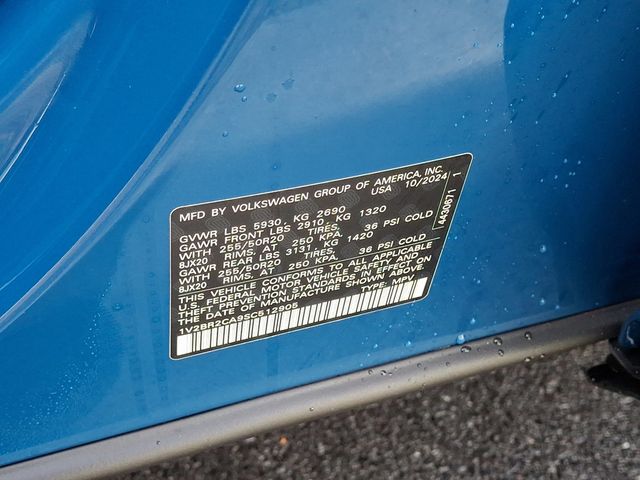 MFD BY VOLKSWAGEN GROUP OF AMERICA, INC.
USA 10/2024
GVWR LBS 5930, KG 2690
GAWR FRONT LBS 2910, KG 1320
WITH 255/50R20 TIRES,
8JX20 RIMS, AT 250 KPA, 36 PSI COLD
GAWR REAR LBS 3131, KG 1420
WITH 255/50R20 TIRES,
8JX20 RIMS, AT 250 KPA, 36 PSI COLD
THIS VEHICLE CONFORMS TO ALL APPLICABLE
U.S. FEDERAL MOTOR VEHICLE SAFETY AND
THEFT PREVENTION STANDARDS IN EFFECT ON
THE DATE OF MANUFACTURE SHOWN ABOVE.
1V2BR2CA9SC512905 TYPE: MPV
4430671 1